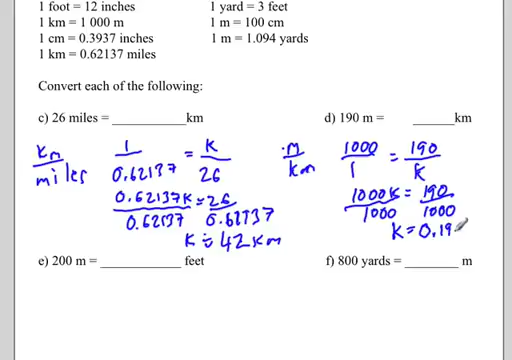 1 foot = 12 inches 1 yard = 3 feet
1 km = 1 000 m 1 m = 100 cm
1 cm = 0.3937 inches 1 m = 1.094 yards
1 km = 0.62137 miles
Convert each of the following:
c) 26 miles = __________km d) 190 m = _____km
km/miles 1/0.62137 = k/26 m/km 1000/1 = 190/k
0.62137k/0.62137 = 26/0.62137 1000k/1000 = 190/1000
k ≐ 42 km k = 0.19
e) 200 m = ___________ feet f) 800 yards = ________ m